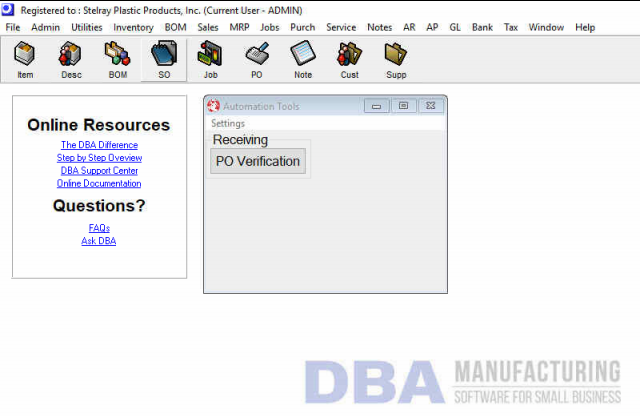 Registered to : Stelray Plastic Products, Inc. (Current User - ADMIN)
File Admin Utilities Inventory BOM Sales MRP Jobs Purch Service Notes AR AP GL Bank Tax Window Help
Item Desc BOM SO Job PO Note Cust Supp
Online Resources
The DBA Difference
Step by Step Oveview
DBA Support Center
Online Documentation
Questions?
FAQs
Ask DBA
Automation Tools
Settings
Receiving
PO Verification
DBA MANUFACTURING
SOFTWARE FOR SMALL BUSINESS